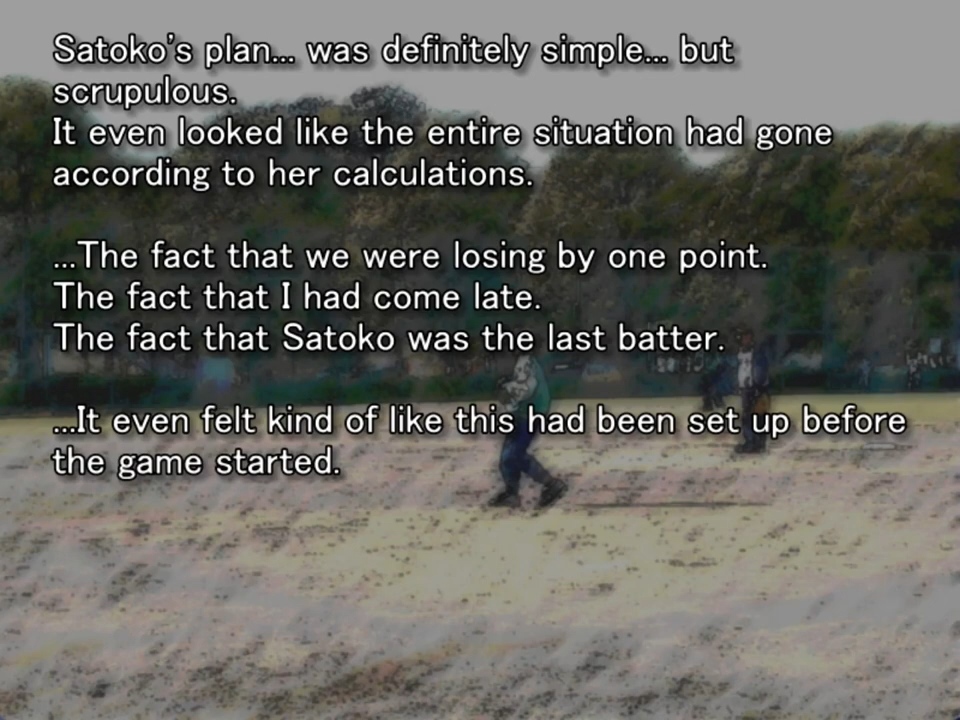 Satoko's plan... was definitely simple... but
scrupulous.
It even looked like the entire situation had gone
according to her calculations.
...The fact that we were losing by one point.
The fact that I had come late.
The fact that Satoko was the last batter.
...It even felt kind of like this had been set up before
the game started.